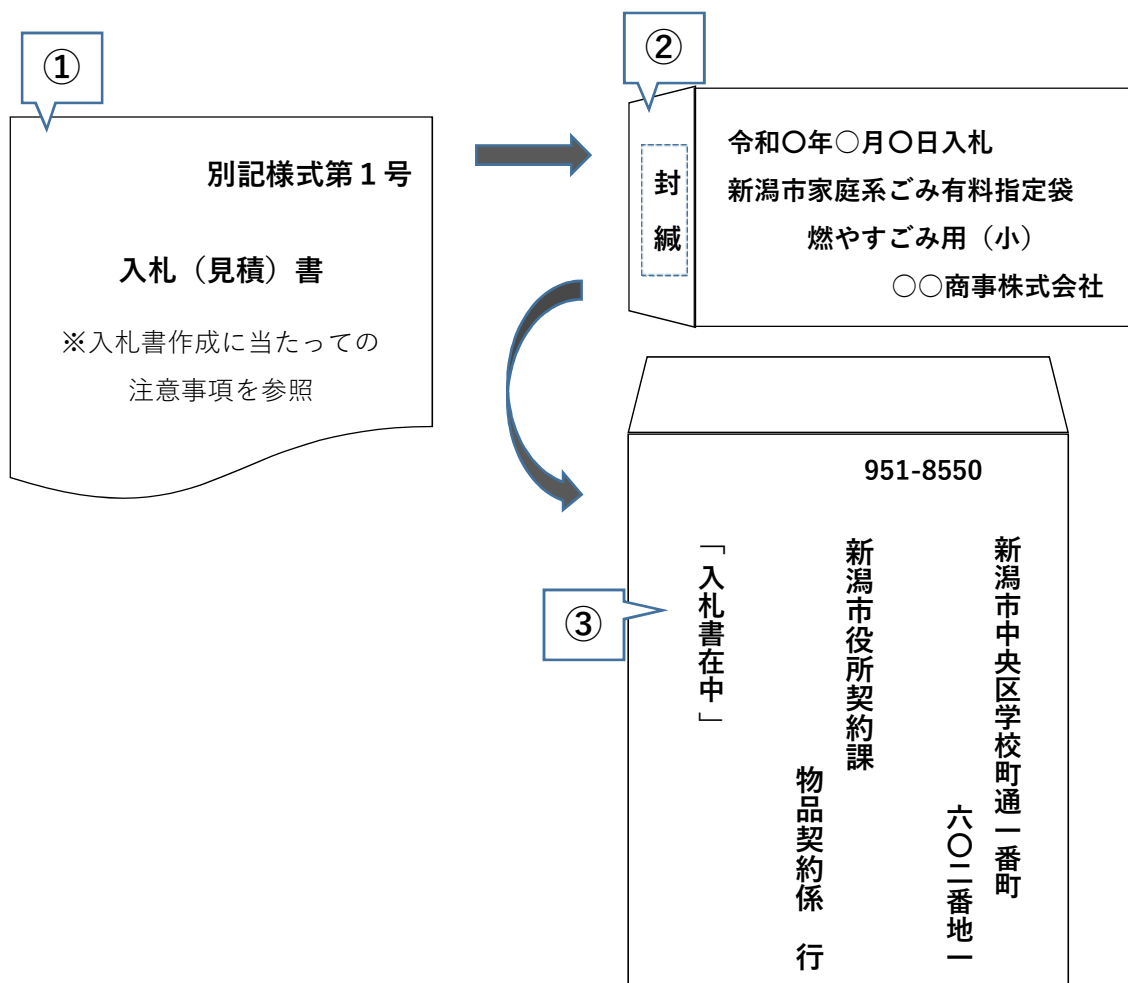 ①
別記様式第１号
入札（見積）書
※入札書作成に当たっての
注意事項を参照
②
封緘
令和〇年○月〇日入札
新潟市家庭系ごみ有料指定袋
燃やすごみ用（小）
○○商事株式会社
951-8550
新潟市中央区学校町通一番町
六〇二番地一
新潟市役所契約課
物品契約係　行
「入札書在中」
③